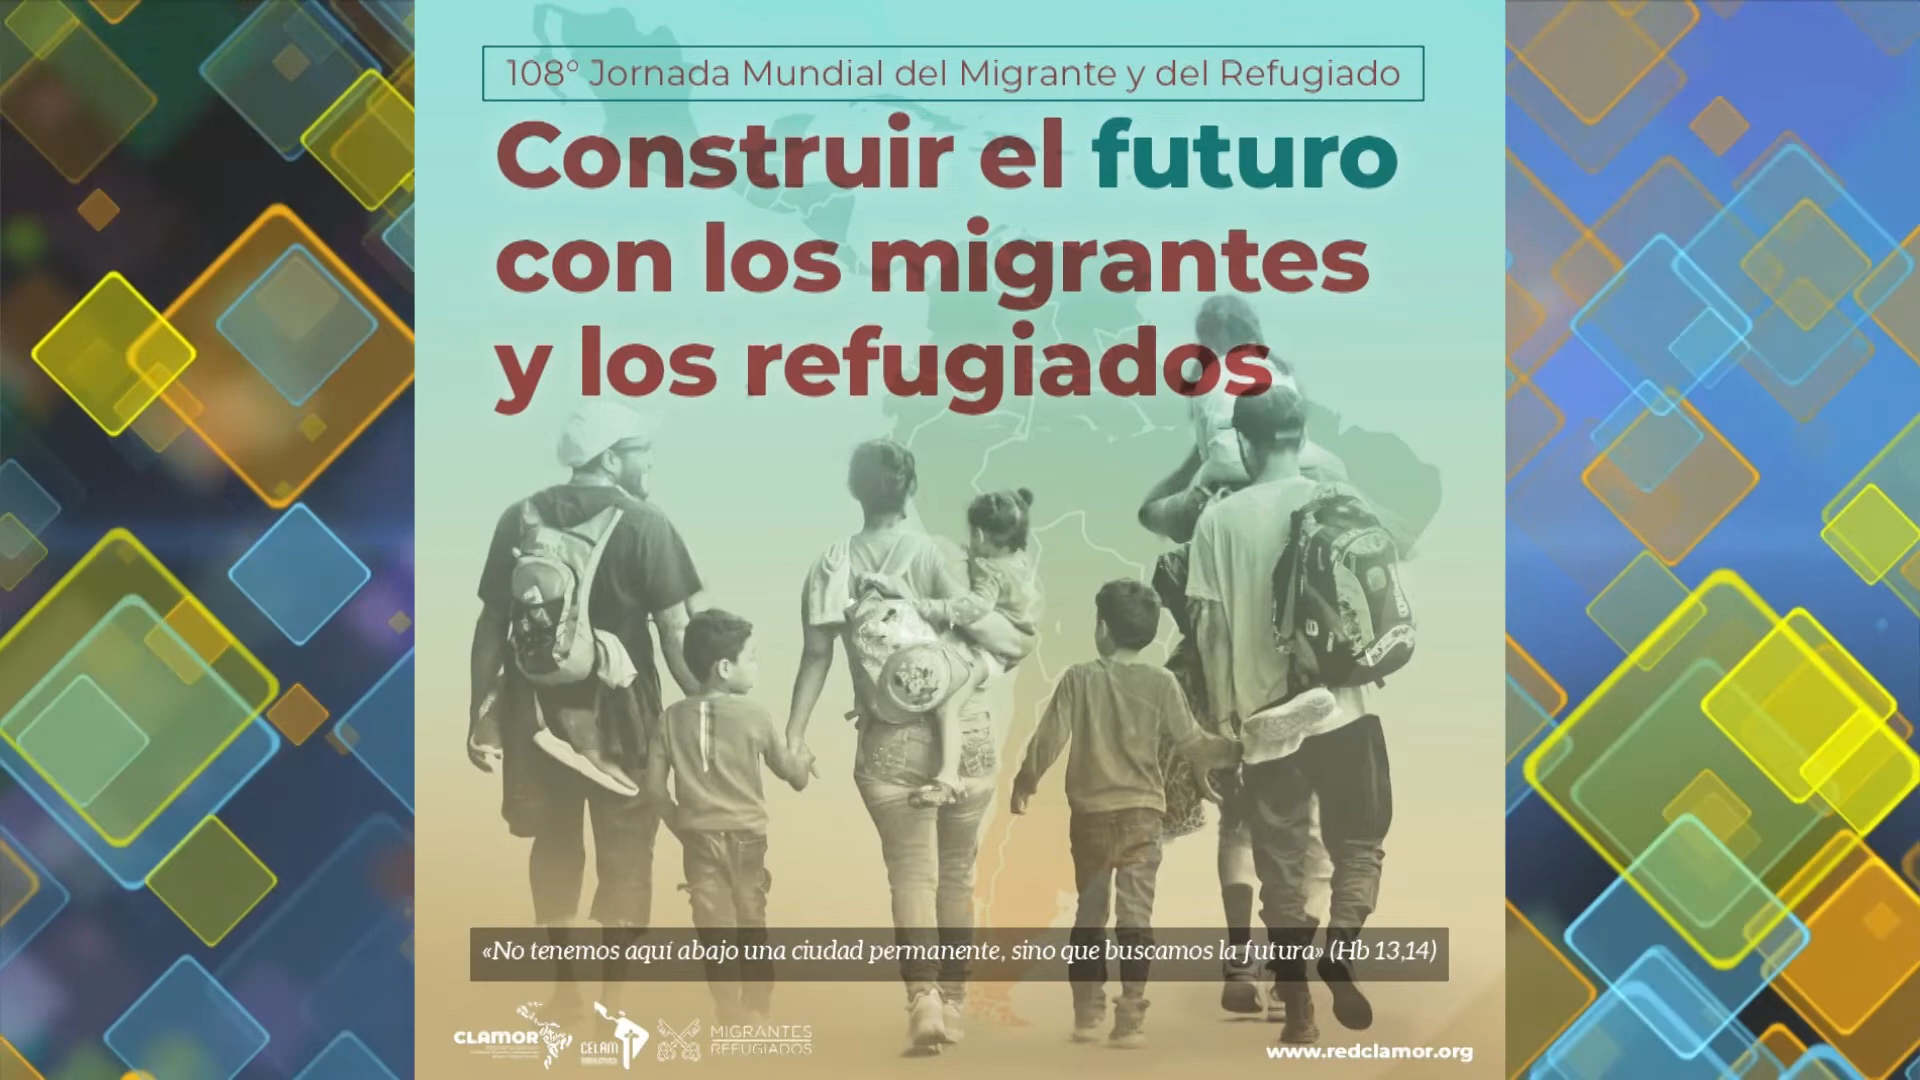 108° Jornada Mundial del Migrante y del Refugiado
Construir el futuro
con los migrantes
y los refugiados
«No tenemos aquí abajo una ciudad permanente, sino que buscamos la futura» (Hb 13,14)
CLAMOR
CELAM
MIGRANTES
REFUGIADOS
www.redclamor.org